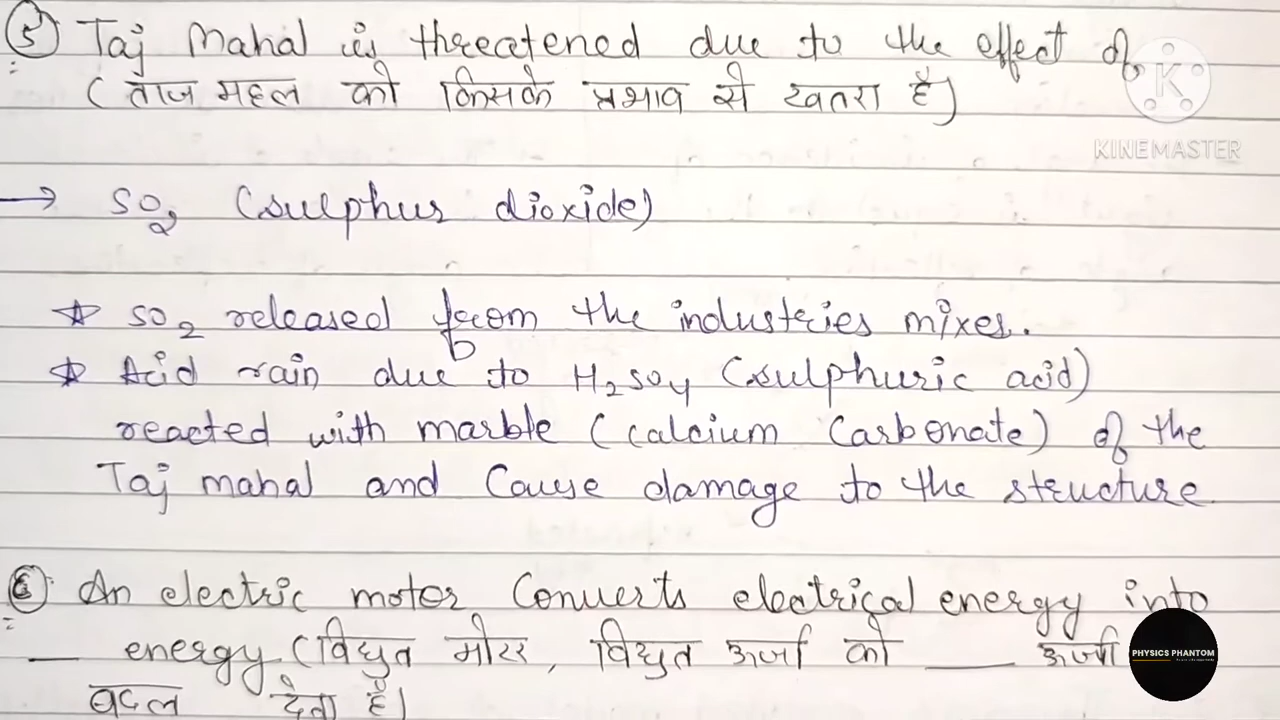 5 Taj Mahal is threatened due to the effect of
(ताज महल को किसके प्रभाव से खतरा है)
K
KINEMASTER
→ SO2 (sulphur dioxide)
☆ SO2 released from the industries mixes.
☆ Acid rain due to H2SO4 (sulphuric acid)
reacted with marble (calcium Carbonate) of the
Taj mahal and Cause damage to the structure
6 An electric motor Converts electrical energy into
__ energy (विधुत मोटर, विधुत ऊर्जा को ___ ऊर्जा
PHYSICS PHANTOM
बदल देता है।